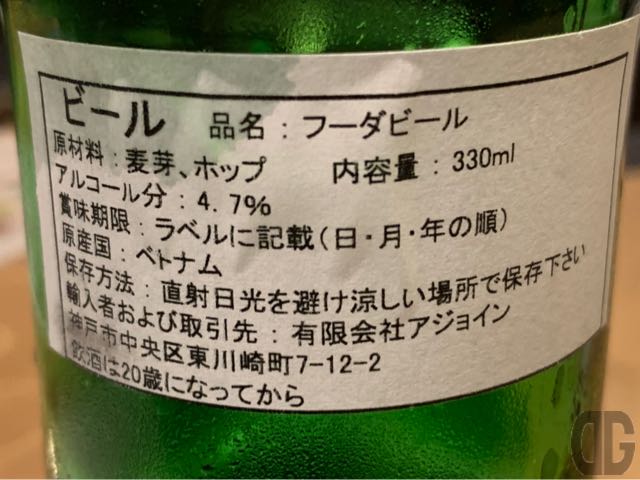 ビール 品名：フーダビール
原材料：麦芽、ホップ 内容量：330ml
アルコール分：4.7%
賞味期限：ラベルに記載(日・月・年の順)
原産国：ベトナム
保存方法：直射日光を避け涼しい場所で保存下さい
輸入者および取引先：有限会社アジョイン
神戸市中央区東川崎町7-12-2
飲酒は20歳になってから
DG